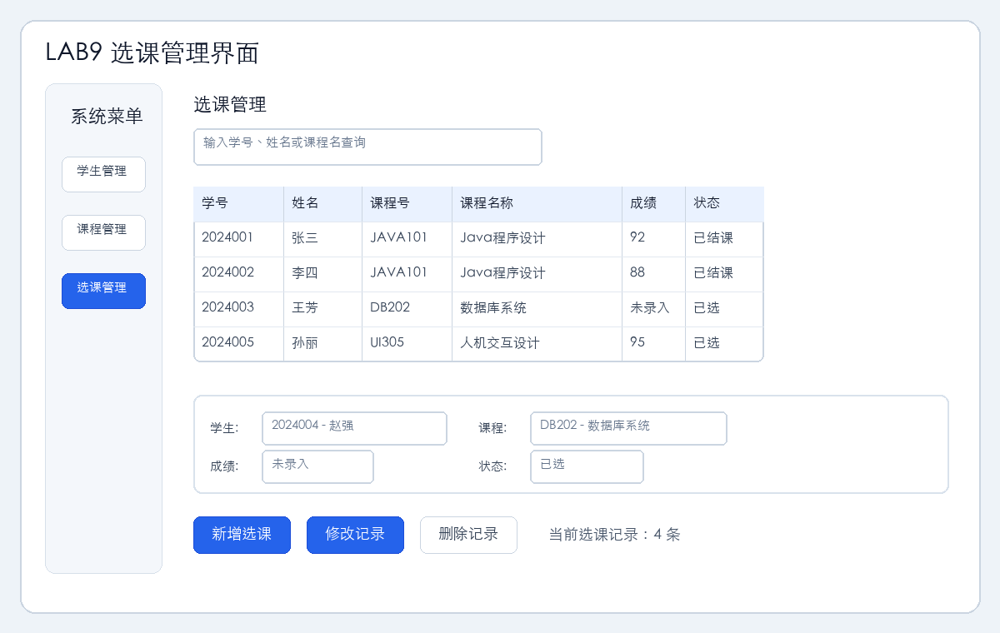 LAB9 选课管理界面
系统菜单
学生管理
课程管理
选课管理
选课管理
输入学号、姓名或课程名查询
学号 姓名 课程号 课程名称 成绩 状态
2024001 张三 JAVA101 Java程序设计 92 已结课
2024002 李四 JAVA101 Java程序设计 88 已结课
2024003 王芳 DB202 数据库系统 未录入 已选
2024005 孙丽 UI305 人机交互设计 95 已选
学生: 2024004 - 赵强 课程: DB202 - 数据库系统
成绩: 未录入 状态: 已选
新增选课 修改记录 删除记录 当前选课记录：4 条